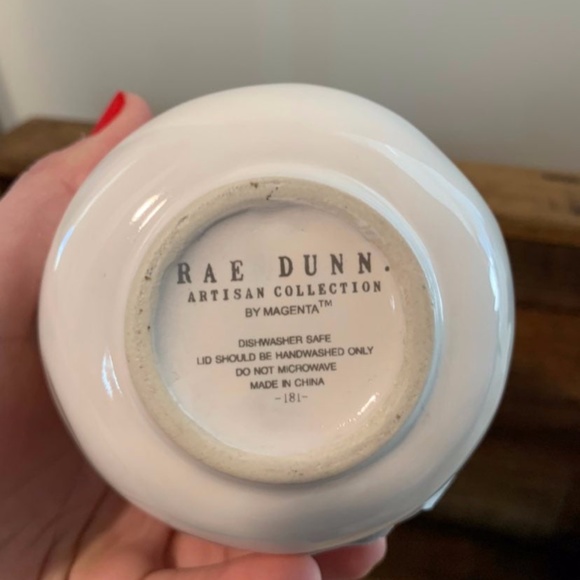 RAE DUNN.
ARTISAN COLLECTION
BY MAGENTA™
DISHWASHER SAFE
LID SHOULD BE HANDWASHED ONLY
DO NOT MICROWAVE
MADE IN CHINA
-181-